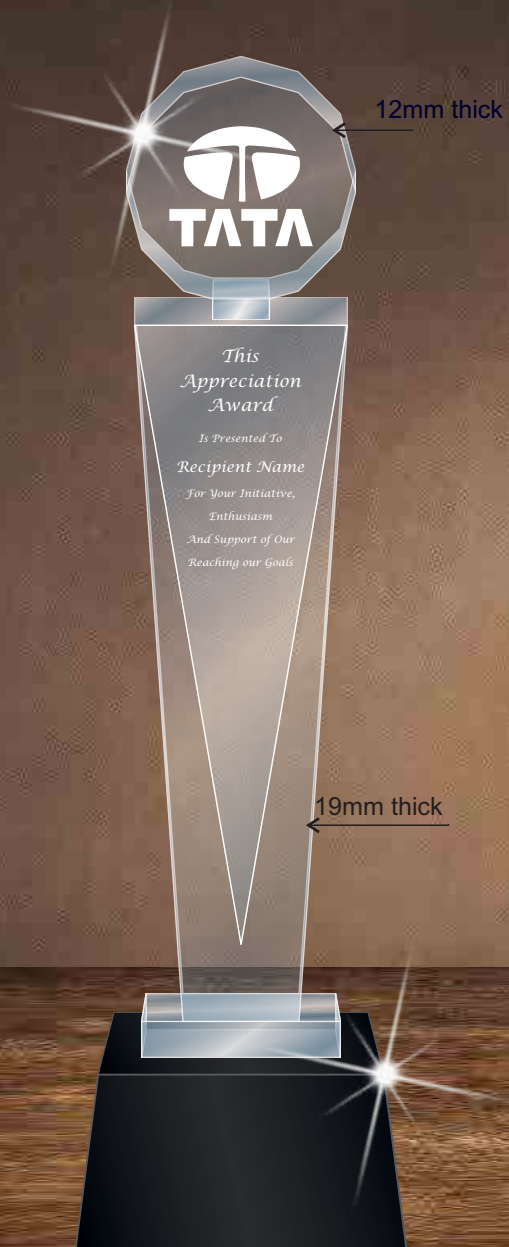 12mm thick
TATA
This
Appreciation
Award
Is Presented To
Recipient Name
For Your Initiative,
Enthusiasm
And Support of Our
Reaching our Goals
19mm thick